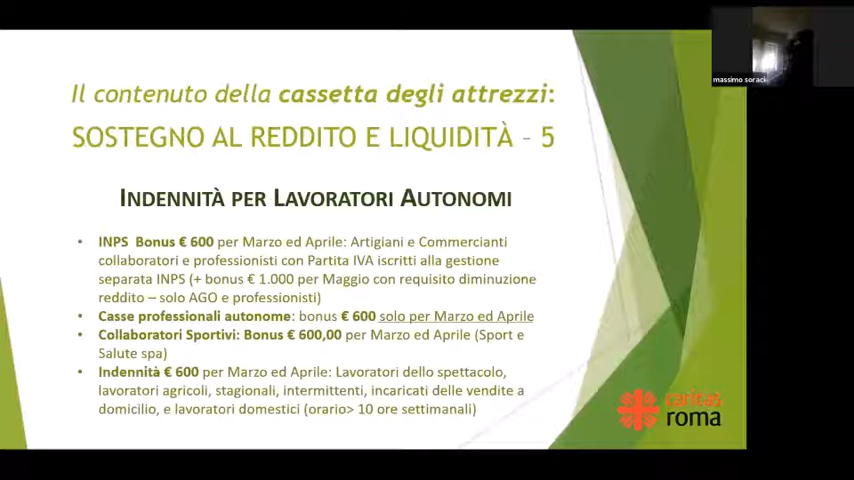 massimo soraci
Il contenuto della cassetta degli attrezzi:
SOSTEGNO AL REDDITO E LIQUIDITÀ - 5
INDENNITÀ PER LAVORATORI AUTONOMI
• INPS Bonus € 600 per Marzo ed Aprile: Artigiani e Commercianti
collaboratori e professionisti con Partita IVA iscritti alla gestione
separata INPS (+ bonus € 1.000 per Maggio con requisito diminuzione
reddito – solo AGO e professionisti)
• Casse professionali autonome: bonus € 600 solo per Marzo ed Aprile
• Collaboratori Sportivi: Bonus € 600,00 per Marzo ed Aprile (Sport e
Salute spa)
• Indennità € 600 per Marzo ed Aprile: Lavoratori dello spettacolo,
lavoratori agricoli, stagionali, intermittenti, incaricati delle vendite a
domicilio, e lavoratori domestici (orario> 10 ore settimanali)
caritas
roma